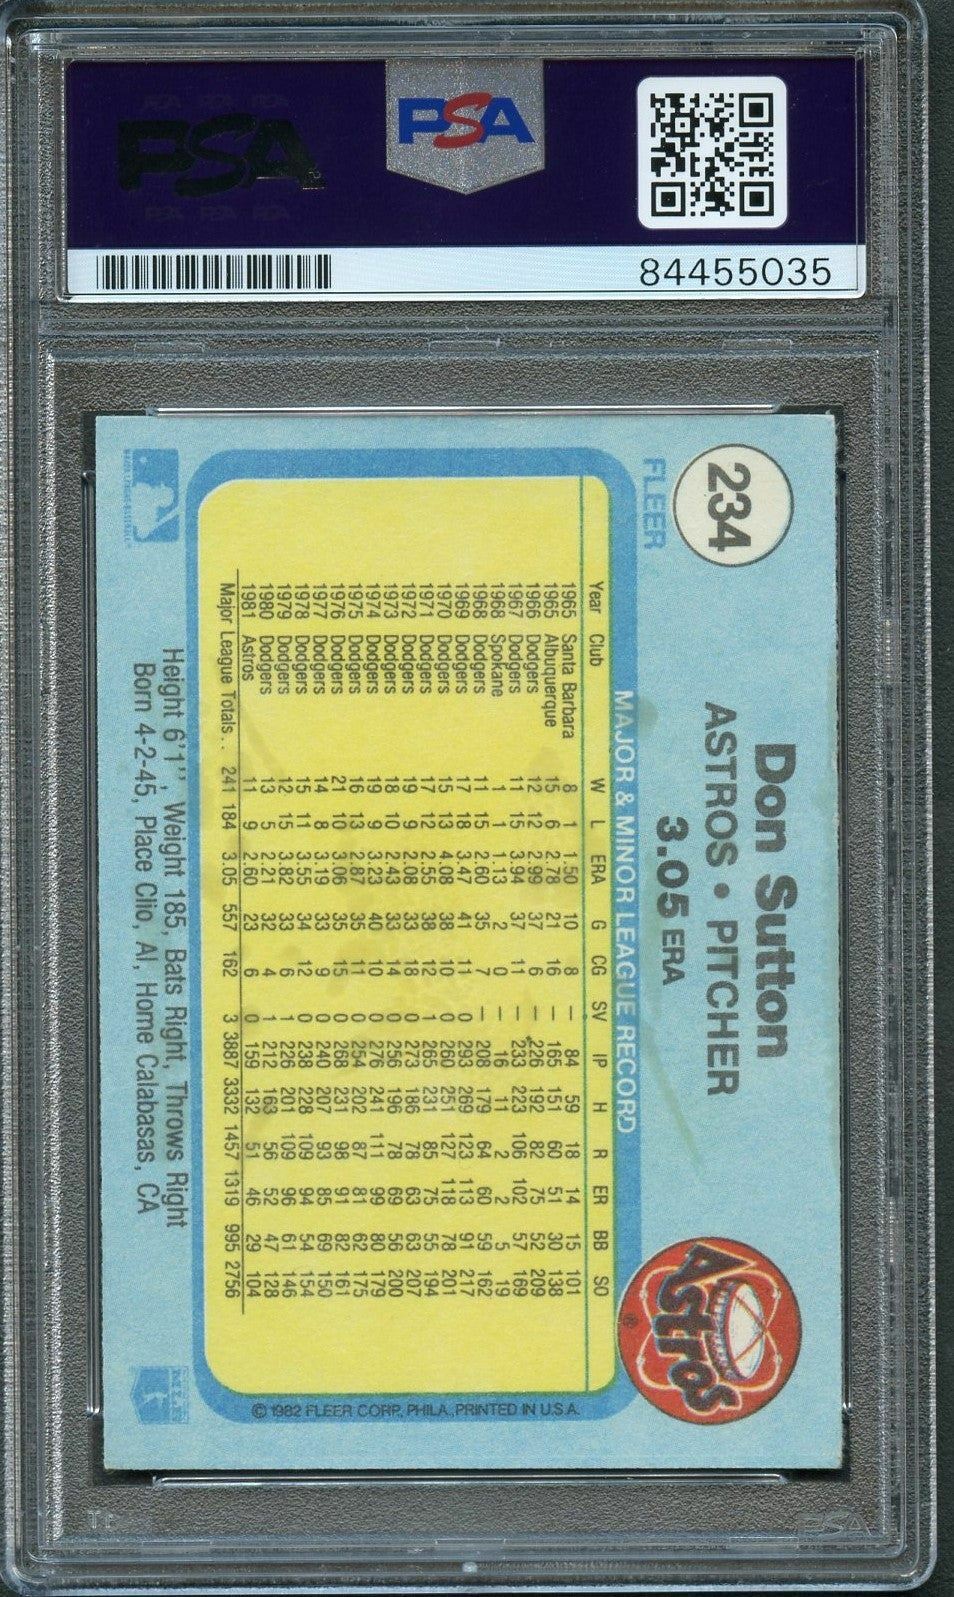 PSA
PSA
84455035
234
FLEER
Don Sutton
ASTROS • PITCHER
3.05 ERA
Astros
®
MAJOR & MINOR LEAGUE RECORD
Year Club W L ERA G CG SV IP H R ER BB SO
1965 Santa Barbara 8 1 1.50 10 8 — 84 59 18 14 15 101
1965 Albuquerque 15 6 2.78 21 16 — 165 151 60 51 30 138
1966 Dodgers 12 12 2.99 37 6 — 226 192 82 75 52 209
1967 Dodgers 11 15 3.94 37 11 — 233 223 106 102 57 169
1968 Spokane 1 1 1.13 2 0 — 16 11 2 2 5 19
1968 Dodgers 11 15 2.60 35 7 — 208 179 64 60 59 162
1969 Dodgers 17 18 3.47 41 11 0 293 269 123 113 91 217
1970 Dodgers 15 13 4.08 38 10 0 260 251 127 118 78 201
1971 Dodgers 17 12 2.55 38 12 1 265 231 85 75 55 194
1972 Dodgers 19 9 2.08 33 18 0 273 186 78 63 63 207
1973 Dodgers 18 10 2.43 33 14 0 256 196 78 69 56 200
1974 Dodgers 19 9 3.23 40 10 0 276 241 111 99 80 179
1975 Dodgers 16 13 2.87 35 11 0 254 202 87 81 62 175
1976 Dodgers 21 10 3.06 35 15 0 268 231 98 91 82 161
1977 Dodgers 14 8 3.19 33 9 0 240 207 93 85 69 150
1978 Dodgers 15 11 3.55 34 12 0 238 228 109 94 54 154
1979 Dodgers 12 15 3.82 33 6 1 226 201 109 96 61 146
1980 Dodgers 13 5 2.21 32 4 1 212 163 56 52 47 128
1981 Astros 11 9 2.60 23 6 0 159 132 51 46 29 104
Major League Totals. . 241 184 3.05 557 162 3 3887 3332 1457 1319 995 2756
© 1982 FLEER CORP., PHILA., PRINTED IN U.S.A.
Height 6'1'', Weight 185, Bats Right, Throws Right
Born 4-2-45, Place Clio, Al, Home Calabasas, CA
PSA